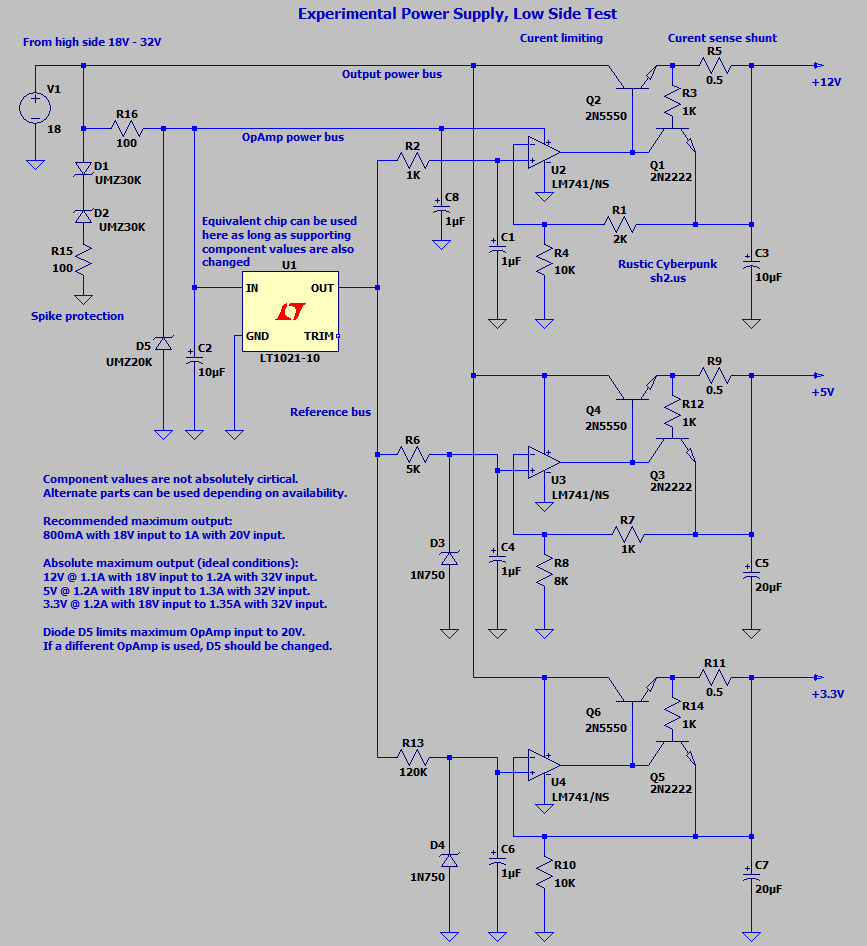 Experimental Power Supply, Low Side Test
From high side 18V - 32V
Curent limiting
Curent sense shunt
R5
0.5
+12V
Output power bus
V1
18
R16
100
OpAmp power bus
Q2
2N5550
R3
1K
R2
1K
U2
LM741/NS
Q1
2N2222
D1
UMZ30K
D2
UMZ30K
R15
100
Spike protection
C8
1µF
R1
2K
C1
1µF
R4
10K
C3
10µF
Rustic Cyberpunk
sh2.us
Equivalent chip can be used
here as long as supporting
component values are also
changed
U1
IN
OUT
GND
TRIM
LT1021-10
D5
UMZ20K
C2
10µF
Reference bus
R9
0.5
+5V
Q4
2N5550
R12
1K
R6
5K
U3
LM741/NS
Q3
2N2222
R7
1K
D3
1N750
C4
1µF
R8
8K
C5
20µF
Component values are not absolutely cirtical.
Alternate parts can be used depending on availability.
Recommended maximum output:
800mA with 18V input to 1A with 20V input.
Absolute maximum output (ideal conditions):
12V @ 1.1A with 18V input to 1.2A with 32V input.
5V @ 1.2A with 18V input to 1.3A with 32V input.
3.3V @ 1.2A with 18V input to 1.35A with 32V input.
Diode D5 limits maximum OpAmp input to 20V.
If a different OpAmp is used, D5 should be changed.
R11
0.5
+3.3V
Q6
2N5550
R14
1K
R13
120K
U4
LM741/NS
Q5
2N2222
D4
1N750
C6
1µF
R10
10K
C7
20µF